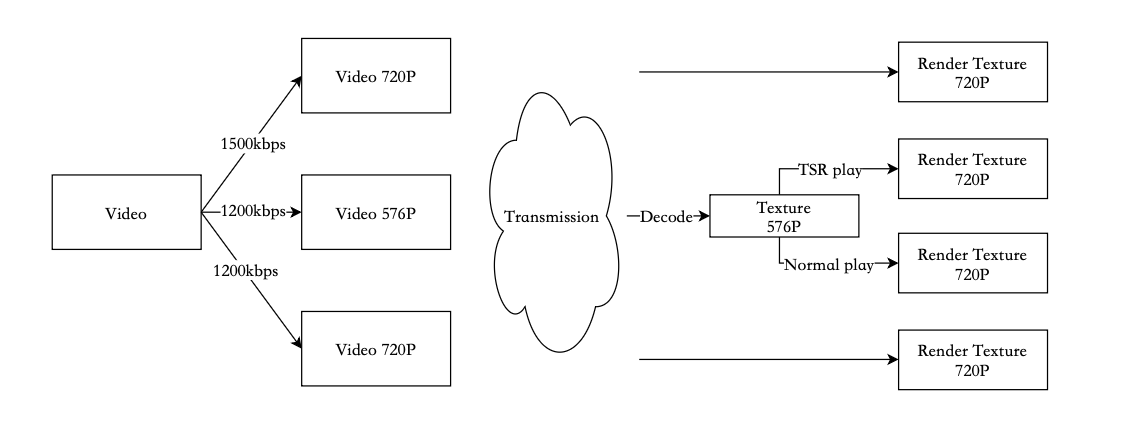 Video
1500kbps
1200kbps
1200kbps
Video 720P
Video 576P
Video 720P
Transmission
Decode
Texture
576P
TSR play
Normal play
Render Texture
720P
Render Texture
720P
Render Texture
720P
Render Texture
720P